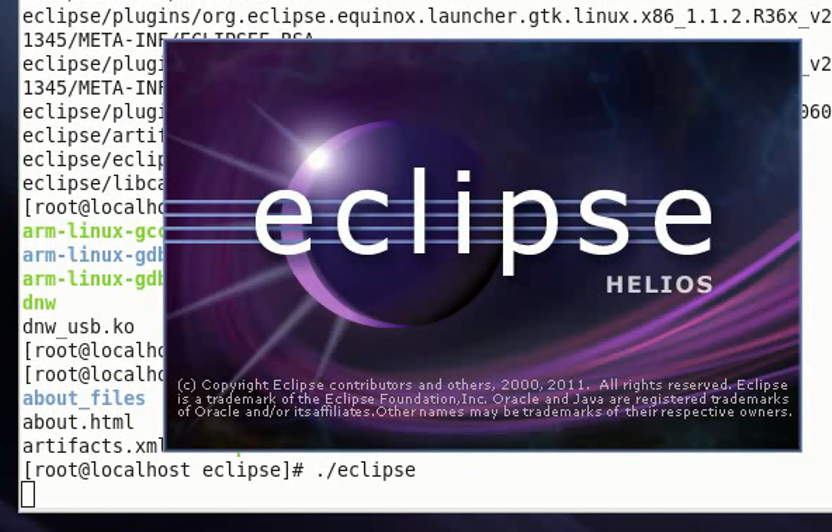 eclipse/plugins/org.eclipse.equinox.launcher.gtk.linux.x86_1.1.2.R36x_v2
1345/META-INF/ECLIPSEF.RSA
eclipse/plugi _v2
1345/META-INF
eclipse/plugi 060
eclipse/artif
eclipse/eclip
eclipse/libca
[root@localho
arm-linux-gcc
arm-linux-gdb
arm-linux-gdb
dnw
dnw_usb.ko
[root@localho
[root@localho
about_files
about.html
artifacts.xml
[root@localhost eclipse]# ./eclipse
eclipse
HELIOS
(c) Copyright Eclipse contributors and others, 2000, 2011. All rights reserved. Eclipse
is a trademark of the Eclipse Foundation,Inc. Oracle and Java are registered trademarks
of Oracle and/or itsaffiliates.Other names may be trademarks of their respective owners.